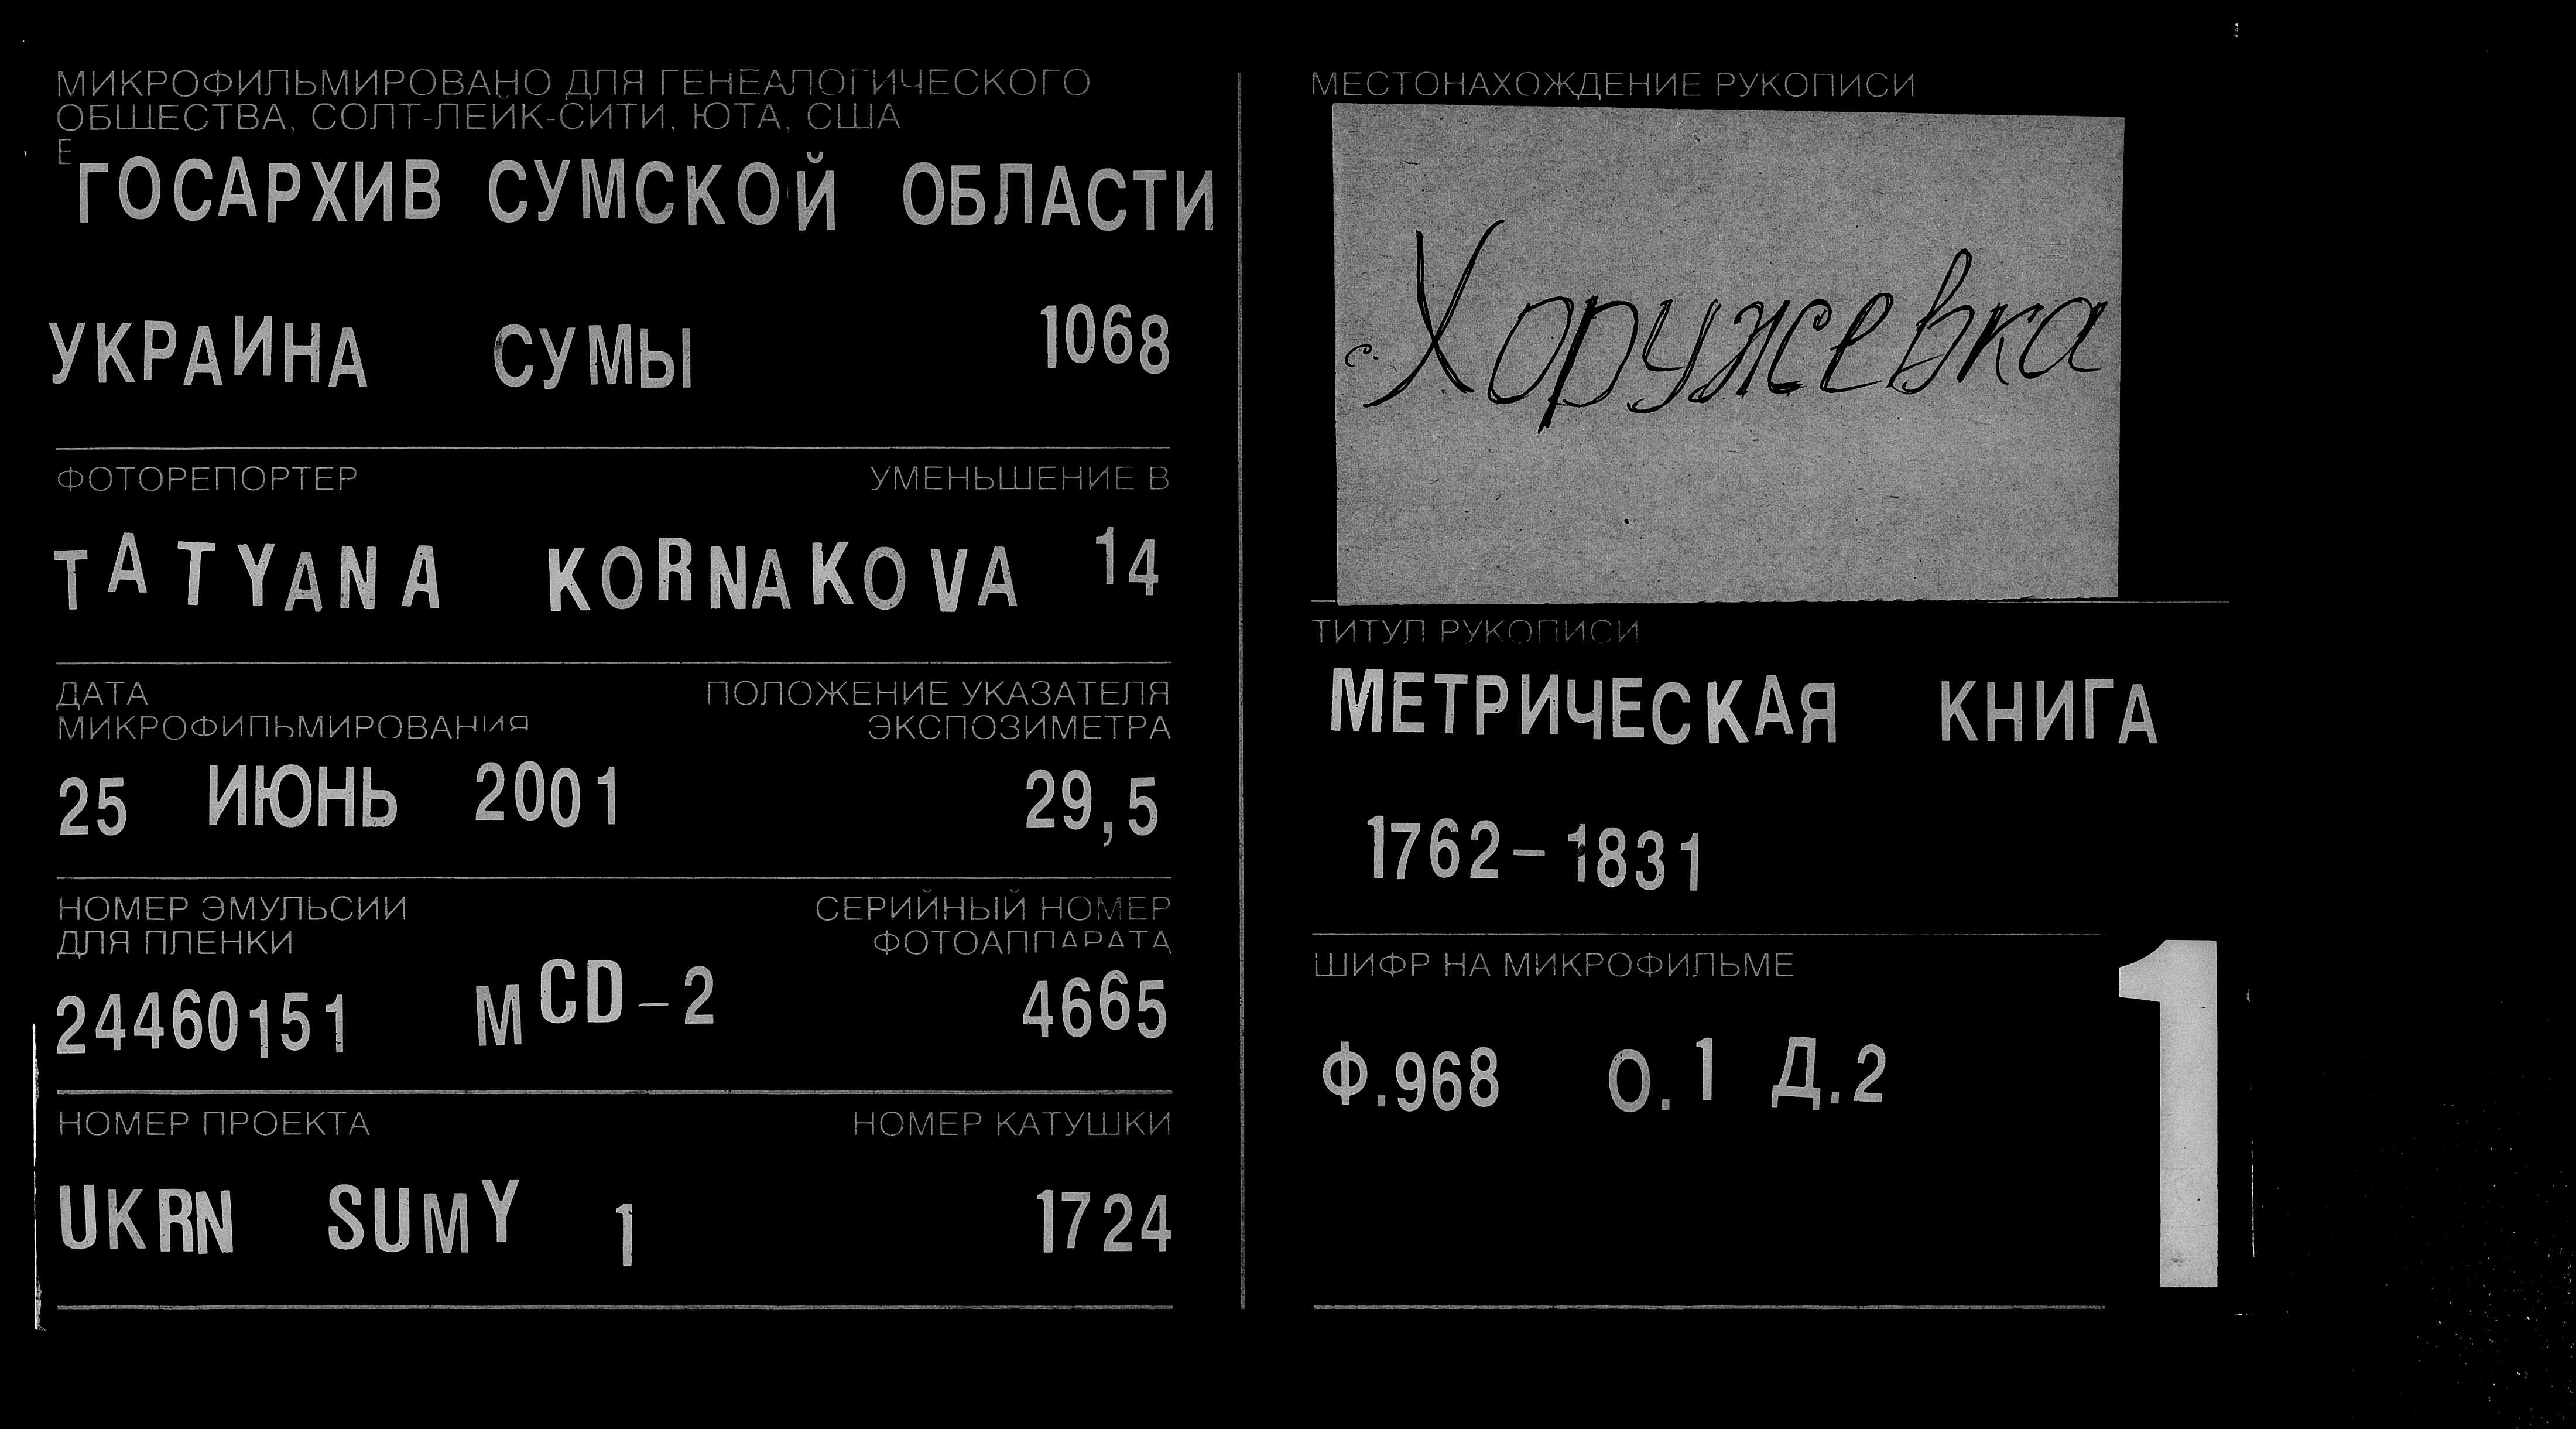 МИКРОФИЛЬМИРОВАНО ДЛЯ ГЕНЕАЛОГИЧЕСКОГО
ОБЩЕСТВА, СОЛТ-ЛЕЙК-СИТИ, ЮТА, США
Е
ГОСАРХИВ СУМСКОЙ ОБЛАСТИ
УКРАИНА СУМЫ 1068
ФОТОРЕПОРТЕР УМЕНЬШЕНИЕ В
TATYANA KORNAKOVA 14
ДАТА ПОЛОЖЕНИЕ УКАЗАТЕЛЯ
МИКРОФИЛЬМИРОВАНИЯ ЭКСПОЗИМЕТРА
25 ИЮНЬ 2001 29,5
НОМЕР ЭМУЛЬСИИ СЕРИЙНЫЙ НОМЕР
ДЛЯ ПЛЕНКИ ФОТОАППАРАТА
24460151 MCD-2 4665
НОМЕР ПРОЕКТА НОМЕР КАТУШКИ
UKRN SUMY 1 1724
МЕСТОНАХОЖДЕНИЕ РУКОПИСИ
с. Хоружевка
ТИТУЛ РУКОПИСИ
МЕТРИЧЕСКАЯ КНИГА
1762-1831
ШИФР НА МИКРОФИЛЬМЕ
Ф.968 О.1 Д.2
1